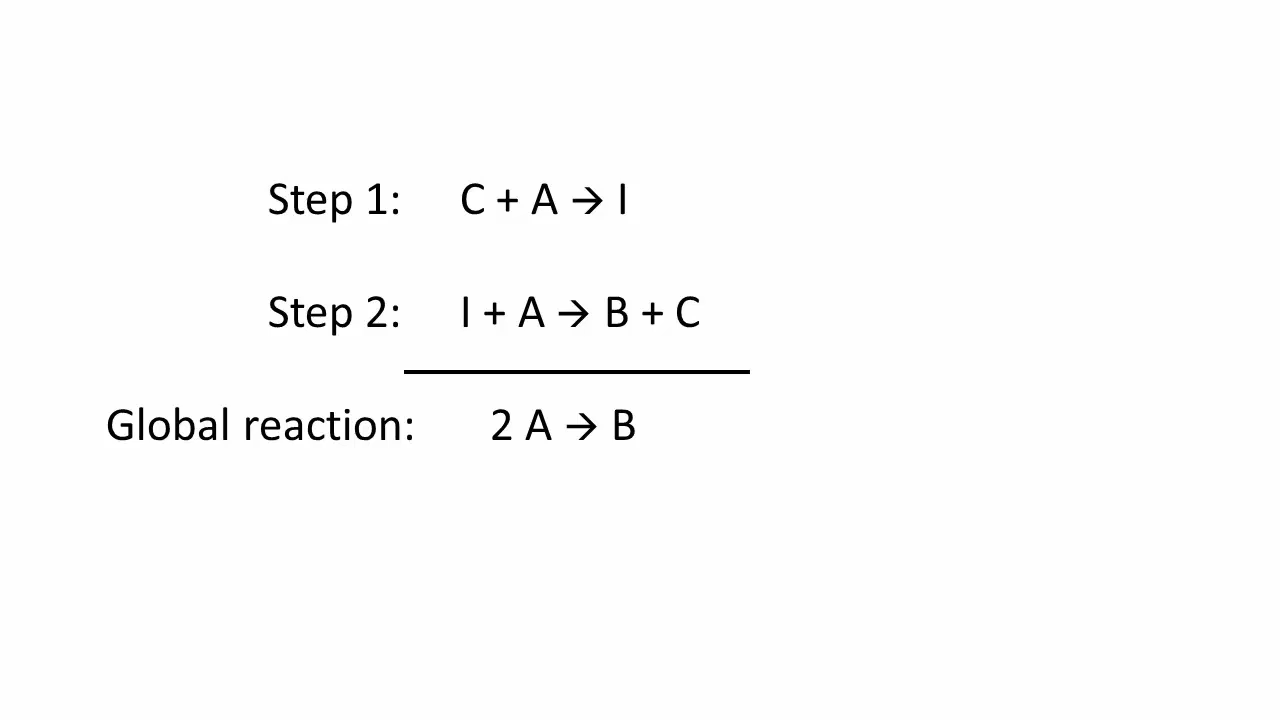 Step 1: C + A → I
Step 2: I + A → B + C
Global reaction: 2 A → B